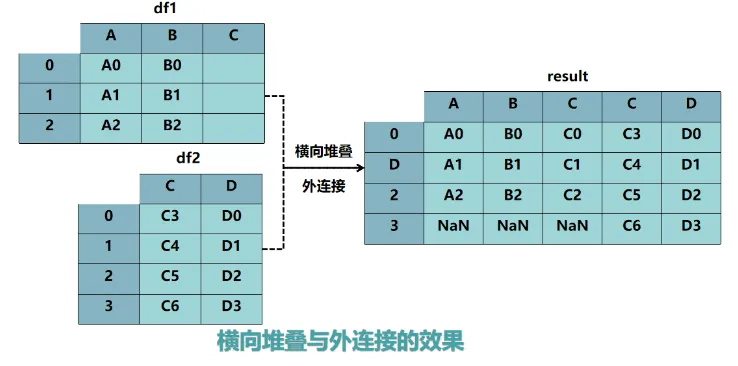 df1
A B C
0 A0 B0
1 A1 B1
2 A2 B2
df2
C D
0 C3 D0
1 C4 D1
2 C5 D2
3 C6 D3
横向堆叠
外连接
result
A B C C D
0 A0 B0 C0 C3 D0
D A1 B1 C1 C4 D1
2 A2 B2 C2 C5 D2
3 NaN NaN NaN C6 D3
横向堆叠与外连接的效果